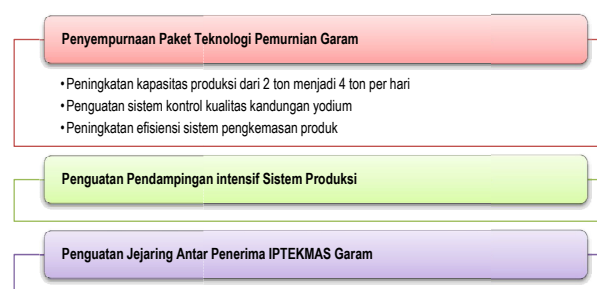 Penyempurnaan Paket Teknologi Pemurnian Garam
•Peningkatan kapasitas produksi dari 2 ton menjadi 4 ton per hari
•Penguatan sistem kontrol kualitas kandungan yodium
•Peningkatan efisiensi sistem pengkemasan produk
Penguatan Pendampingan intensif Sistem Produksi
Penguatan Jejaring Antar Penerima IPTEKMAS Garam